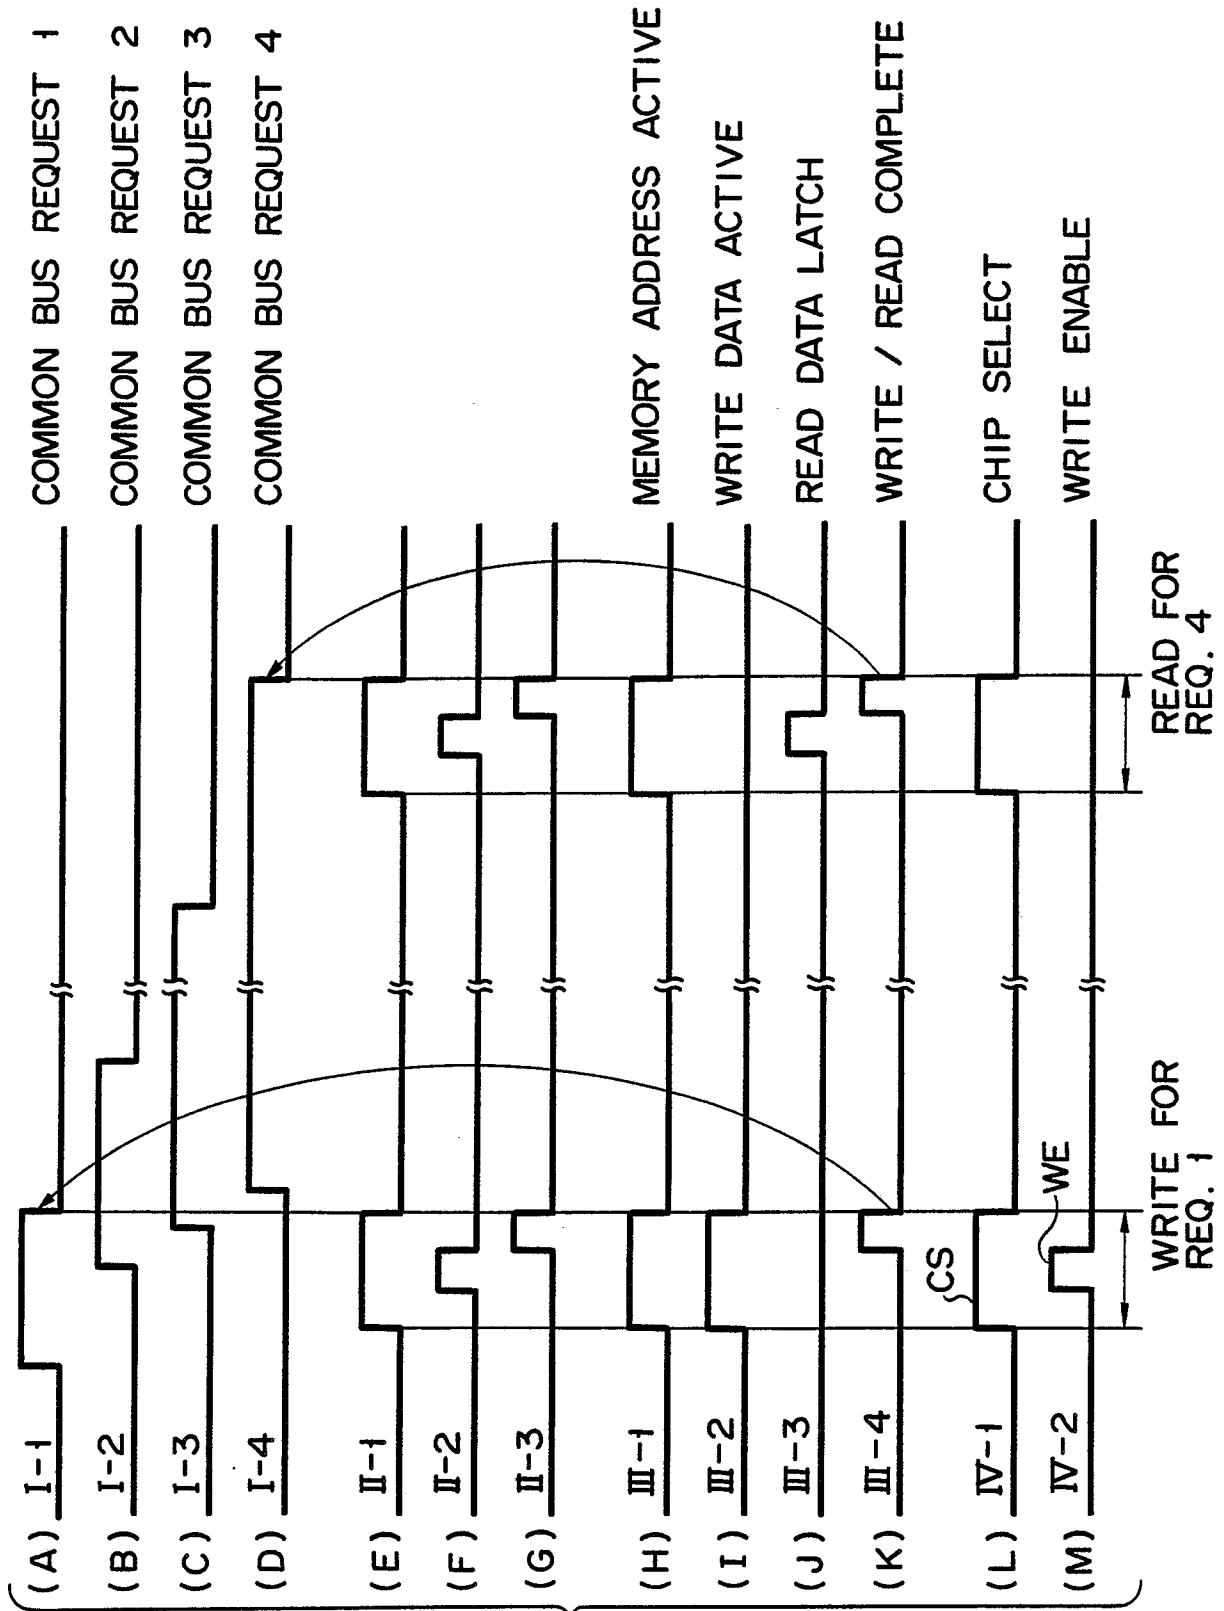 (A) I-1 COMMON BUS REQUEST 1
(B) I-2 COMMON BUS REQUEST 2
(C) I-3 COMMON BUS REQUEST 3
(D) I-4 COMMON BUS REQUEST 4
(E) II-1
(F) II-2
(G) II-3
(H) III-1 MEMORY ADDRESS ACTIVE
(I) III-2 WRITE DATA ACTIVE
(J) III-3 READ DATA LATCH
(K) III-4 WRITE / READ COMPLETE
(L) IV-1 CS CHIP SELECT
(M) IV-2 WE WRITE ENABLE
WRITE FOR
REQ. 1
READ FOR
REQ. 4